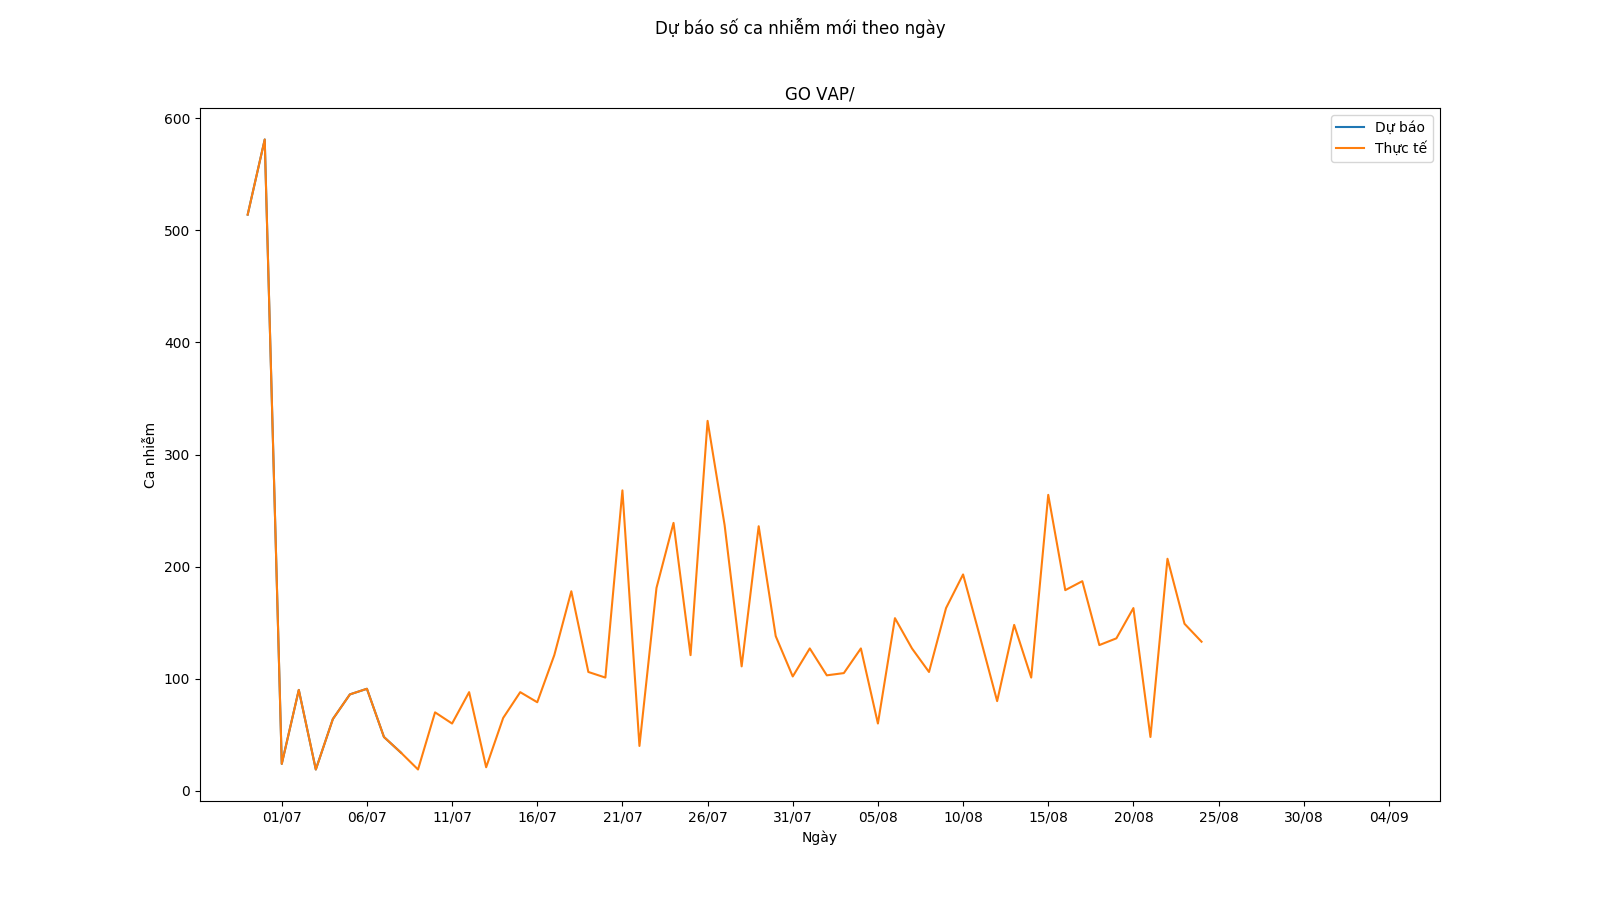 Dự báo số ca nhiễm mới theo ngày
GO VAP/
Dự báo
Thực tế
Ca nhiễm
600
500
400
300
200
100
0
01/07 06/07 11/07 16/07 21/07 26/07 31/07 05/08 10/08 15/08 20/08 25/08 30/08 04/09
Ngày